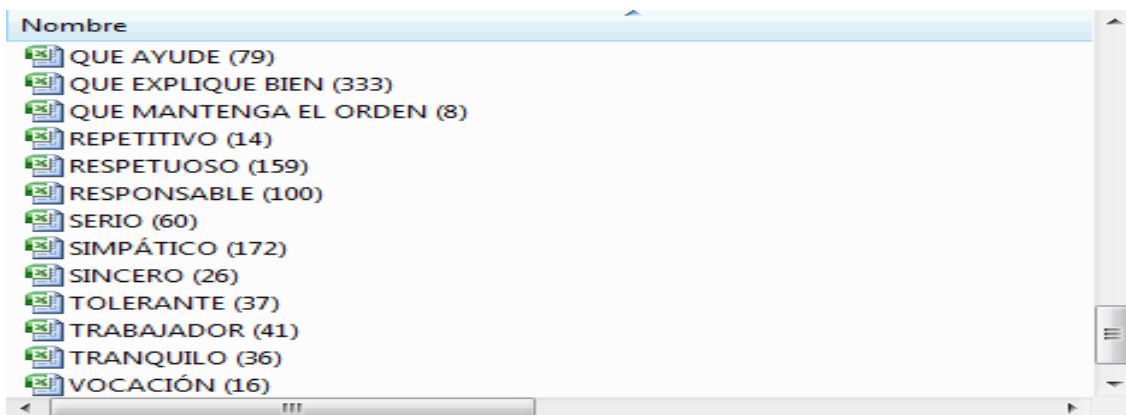 Nombre
QUE AYUDE (79)
QUE EXPLIQUE BIEN (333)
QUE MANTENGA EL ORDEN (8)
REPETITIVO (14)
RESPETUOSO (159)
RESPONSABLE (100)
SERIO (60)
SIMPÁTICO (172)
SINCERO (26)
TOLERANTE (37)
TRABAJADOR (41)
TRANQUILO (36)
VOCACIÓN (16)